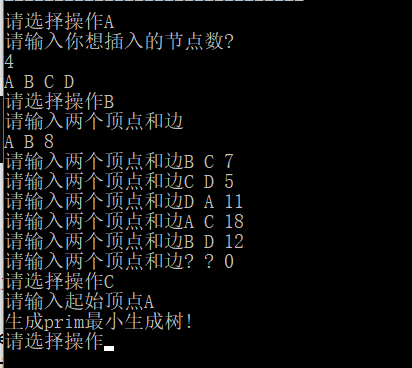 请选择操作A
请输入你想插入的节点数?
4
A B C D
请选择操作B
请输入两个顶点和边
A B 8
请输入两个顶点和边B C 7
请输入两个顶点和边C D 5
请输入两个顶点和边D A 11
请输入两个顶点和边A C 18
请输入两个顶点和边B D 12
请输入两个顶点和边? ? 0
请选择操作C
请输入起始顶点A
生成prim最小生成树!
请选择操作